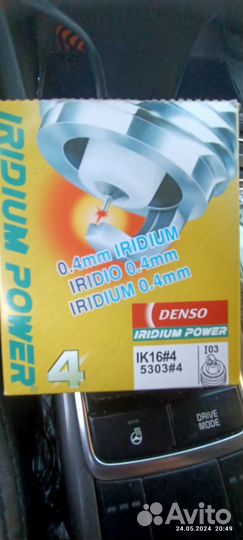 IRIDIUM POWER
4
0.4mm IRIDIUM
IRIDIO 0.4mm
IRIDIUM 0.4mm
DENSO
IRIDIUM POWER
IK16#4
5303#4
I03
DRIVE
MODE
Avito
24.05.2024 20:49